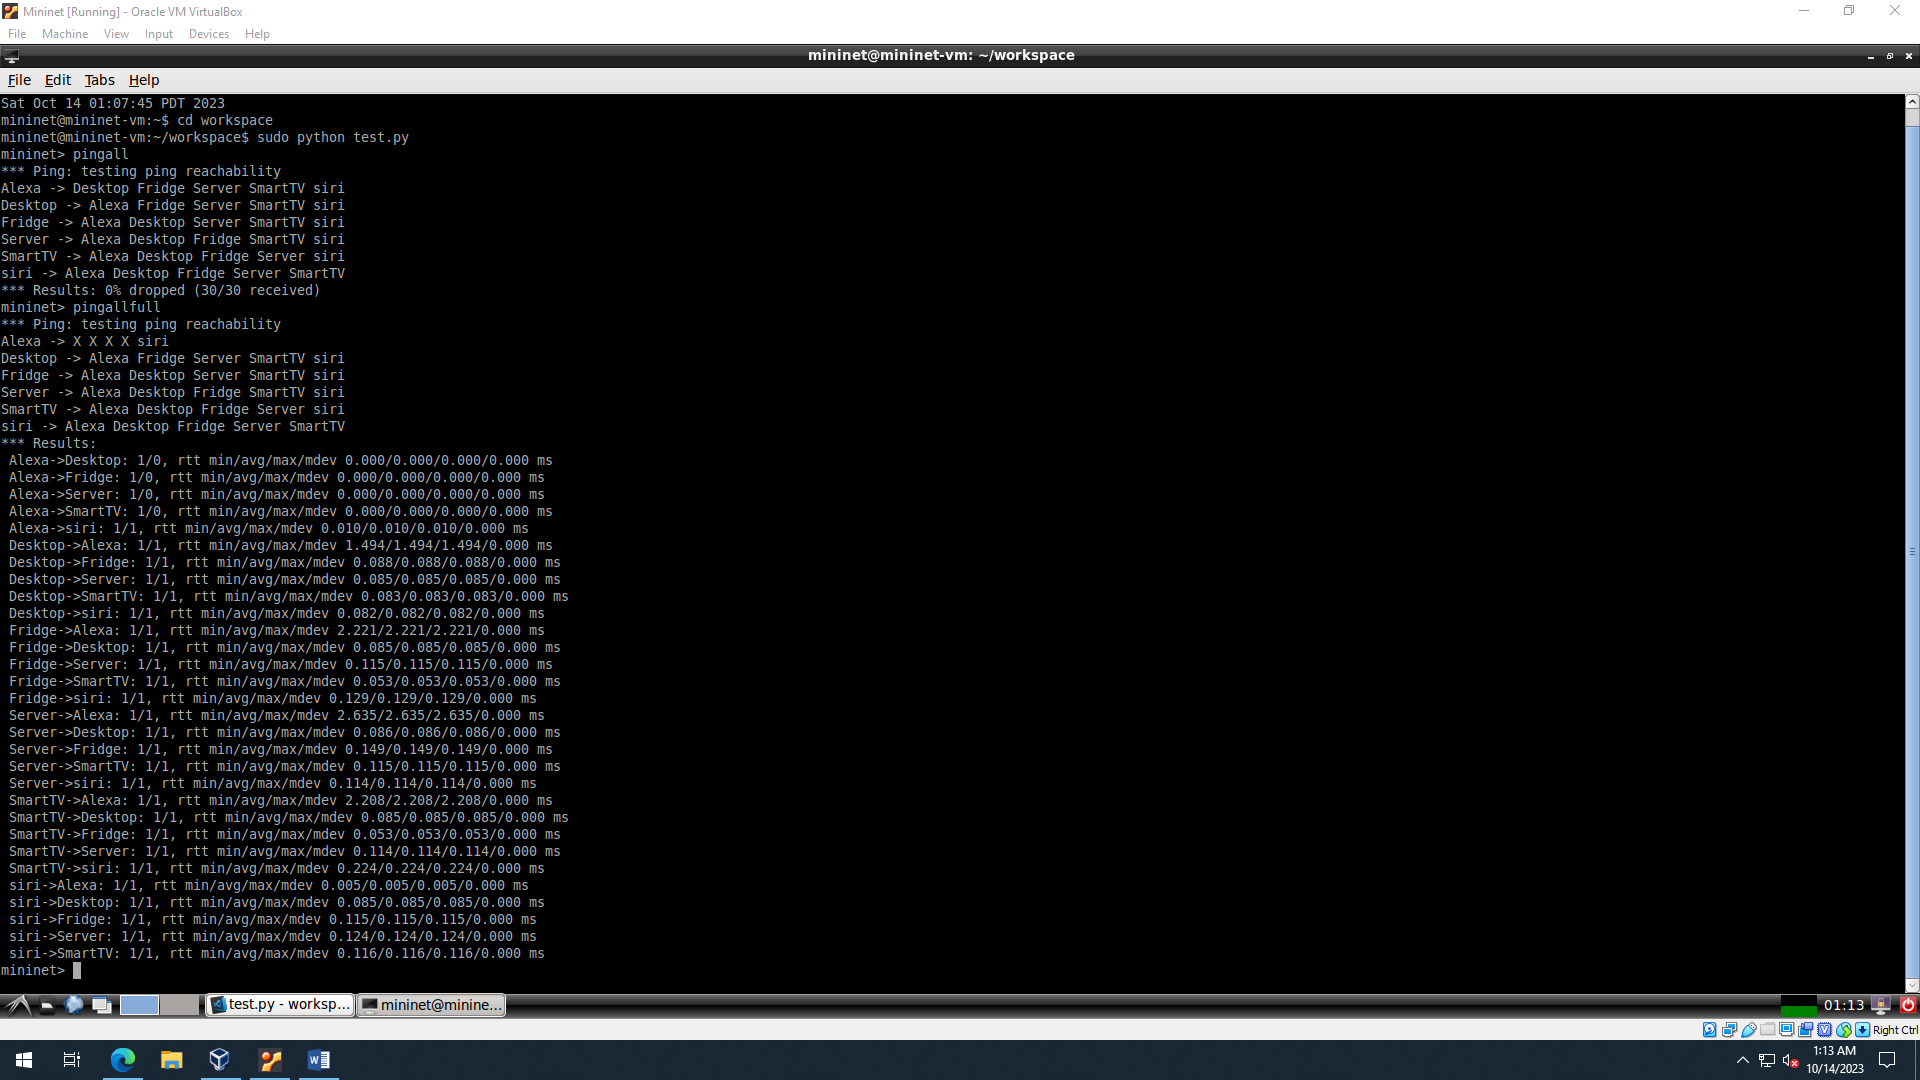 Mininet [Running] - Oracle VM VirtualBox
File Machine View Input Devices Help
mininet@mininet-vm: ~/workspace
File Edit Tabs Help
Sat Oct 14 01:07:45 PDT 2023
mininet@mininet-vm:~$ cd workspace
mininet@mininet-vm:~/workspace$ sudo python test.py
mininet> pingall
*** Ping: testing ping reachability
Alexa -> Desktop Fridge Server SmartTV siri
Desktop -> Alexa Fridge Server SmartTV siri
Fridge -> Alexa Desktop Server SmartTV siri
Server -> Alexa Desktop Fridge SmartTV siri
SmartTV -> Alexa Desktop Fridge Server siri
siri -> Alexa Desktop Fridge Server SmartTV
*** Results: 0% dropped (30/30 received)
mininet> pingallfull
*** Ping: testing ping reachability
Alexa -> X X X X siri
Desktop -> Alexa Fridge Server SmartTV siri
Fridge -> Alexa Desktop Server SmartTV siri
Server -> Alexa Desktop Fridge SmartTV siri
SmartTV -> Alexa Desktop Fridge Server siri
siri -> Alexa Desktop Fridge Server SmartTV
*** Results:
Alexa->Desktop: 1/0, rtt min/avg/max/mdev 0.000/0.000/0.000/0.000 ms
Alexa->Fridge: 1/0, rtt min/avg/max/mdev 0.000/0.000/0.000/0.000 ms
Alexa->Server: 1/0, rtt min/avg/max/mdev 0.000/0.000/0.000/0.000 ms
Alexa->SmartTV: 1/0, rtt min/avg/max/mdev 0.000/0.000/0.000/0.000 ms
Alexa->siri: 1/1, rtt min/avg/max/mdev 0.010/0.010/0.010/0.000 ms
Desktop->Alexa: 1/1, rtt min/avg/max/mdev 1.494/1.494/1.494/0.000 ms
Desktop->Fridge: 1/1, rtt min/avg/max/mdev 0.088/0.088/0.088/0.000 ms
Desktop->Server: 1/1, rtt min/avg/max/mdev 0.085/0.085/0.085/0.000 ms
Desktop->SmartTV: 1/1, rtt min/avg/max/mdev 0.083/0.083/0.083/0.000 ms
Desktop->siri: 1/1, rtt min/avg/max/mdev 0.082/0.082/0.082/0.000 ms
Fridge->Alexa: 1/1, rtt min/avg/max/mdev 2.221/2.221/2.221/0.000 ms
Fridge->Desktop: 1/1, rtt min/avg/max/mdev 0.085/0.085/0.085/0.000 ms
Fridge->Server: 1/1, rtt min/avg/max/mdev 0.115/0.115/0.115/0.000 ms
Fridge->SmartTV: 1/1, rtt min/avg/max/mdev 0.053/0.053/0.053/0.000 ms
Fridge->siri: 1/1, rtt min/avg/max/mdev 0.129/0.129/0.129/0.000 ms
Server->Alexa: 1/1, rtt min/avg/max/mdev 2.635/2.635/2.635/0.000 ms
Server->Desktop: 1/1, rtt min/avg/max/mdev 0.086/0.086/0.086/0.000 ms
Server->Fridge: 1/1, rtt min/avg/max/mdev 0.149/0.149/0.149/0.000 ms
Server->SmartTV: 1/1, rtt min/avg/max/mdev 0.115/0.115/0.115/0.000 ms
Server->siri: 1/1, rtt min/avg/max/mdev 0.114/0.114/0.114/0.000 ms
SmartTV->Alexa: 1/1, rtt min/avg/max/mdev 2.208/2.208/2.208/0.000 ms
SmartTV->Desktop: 1/1, rtt min/avg/max/mdev 0.085/0.085/0.085/0.000 ms
SmartTV->Fridge: 1/1, rtt min/avg/max/mdev 0.053/0.053/0.053/0.000 ms
SmartTV->Server: 1/1, rtt min/avg/max/mdev 0.114/0.114/0.114/0.000 ms
SmartTV->siri: 1/1, rtt min/avg/max/mdev 0.224/0.224/0.224/0.000 ms
siri->Alexa: 1/1, rtt min/avg/max/mdev 0.005/0.005/0.005/0.000 ms
siri->Desktop: 1/1, rtt min/avg/max/mdev 0.085/0.085/0.085/0.000 ms
siri->Fridge: 1/1, rtt min/avg/max/mdev 0.115/0.115/0.115/0.000 ms
siri->Server: 1/1, rtt min/avg/max/mdev 0.124/0.124/0.124/0.000 ms
siri->SmartTV: 1/1, rtt min/avg/max/mdev 0.116/0.116/0.116/0.000 ms
mininet>
test.py - worksp... mininet@minine... 01:13
Right Ctrl
1:13 AM
10/14/2023